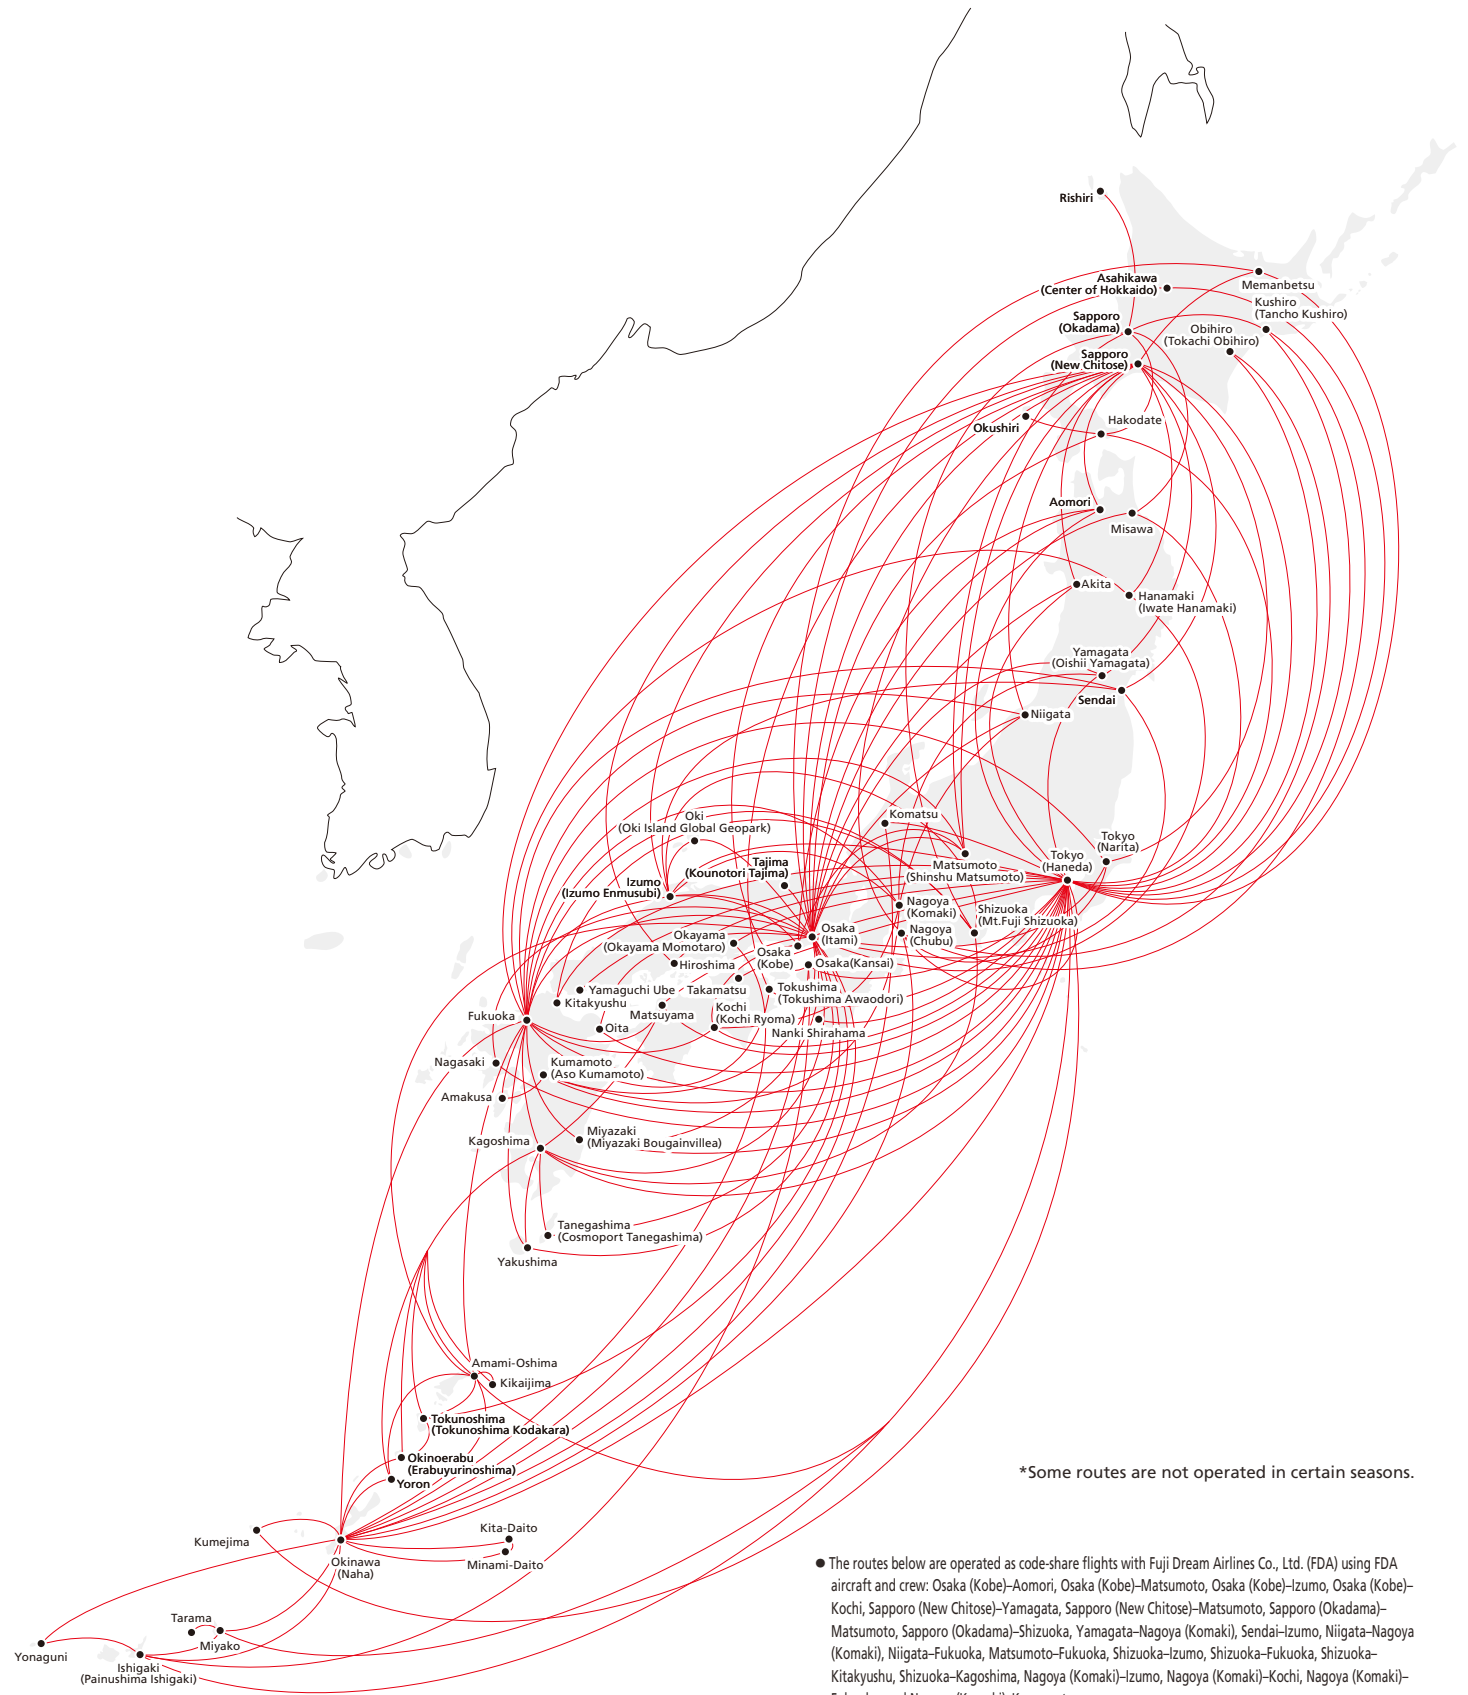 Rishiri
Asahikawa
(Center of Hokkaido)
Memanbetsu
Kushiro
(Tancho Kushiro)
Sapporo
(Okadama)
Obihiro
(Tokachi Obihiro)
Sapporo
(New Chitose)
Okushiri
Hakodate
Aomori
Misawa
Akita
Hanamaki
(Iwate Hanamaki)
Yamagata
(Oishii Yamagata)
Sendai
Niigata
Komatsu
Oki
(Oki Island Global Geopark)
Tokyo
(Narita)
Tokyo
(Haneda)
Matsumoto
(Shinshu Matsumoto)
Tajima
(Kounotori Tajima)
Izumo
(Izumo Enmusubi)
Nagoya
(Komaki)
Shizuoka
(Mt.Fuji Shizuoka)
Nagoya
(Chubu)
Osaka
(Itami)
Okayama
(Okayama Momotaro)
Osaka
(Kobe)
Osaka(Kansai)
Hiroshima
Yamaguchi Ube
Takamatsu
Tokushima
(Tokushima Awaodori)
Kitakyushu
Matsuyama
Kochi
(Kochi Ryoma)
Fukuoka
Oita
Nanki Shirahama
Nagasaki
Kumamoto
(Aso Kumamoto)
Amakusa
Miyazaki
(Miyazaki Bougainvillea)
Kagoshima
Tanegashima
(Cosmoport Tanegashima)
Yakushima
Amami-Oshima
Kikaijima
Tokunoshima
(Tokunoshima Kodakara)
Okinoerabu
(Erabuyurinoshima)
Yoron
*Some routes are not operated in certain seasons.
Kumejima
Kita-Daito
Minami-Daito
Okinawa
(Naha)
Tarama
Miyako
Yonaguni
Ishigaki
(Painushima Ishigaki)
● The routes below are operated as code-share flights with Fuji Dream Airlines Co., Ltd. (FDA) using FDA
aircraft and crew: Osaka (Kobe)–Aomori, Osaka (Kobe)–Matsumoto, Osaka (Kobe)–Izumo, Osaka (Kobe)–
Kochi, Sapporo (New Chitose)–Yamagata, Sapporo (New Chitose)–Matsumoto, Sapporo (Okadama)–
Matsumoto, Sapporo (Okadama)–Shizuoka, Yamagata–Nagoya (Komaki), Sendai–Izumo, Niigata–Nagoya
(Komaki), Niigata–Fukuoka, Matsumoto–Fukuoka, Shizuoka–Izumo, Shizuoka–Fukuoka, Shizuoka–
Kitakyushu, Shizuoka–Kagoshima, Nagoya (Komaki)–Izumo, Nagoya (Komaki)–Kochi, Nagoya (Komaki)–